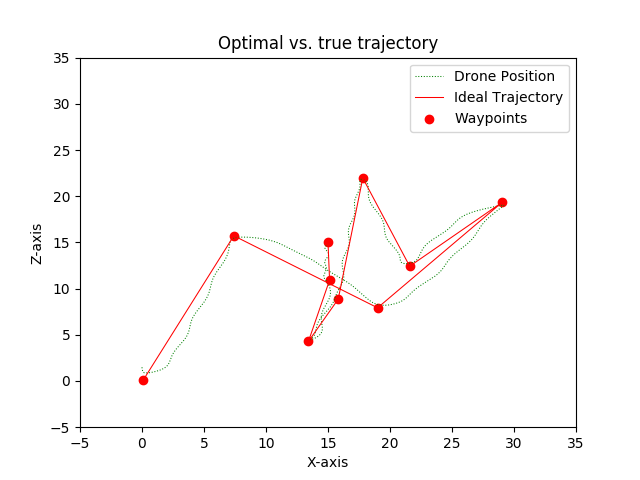 Optimal vs. true trajectory
Drone Position
Ideal Trajectory
Waypoints
Z-axis
35
30
25
20
15
10
5
0
−5
−5 0 5 10 15 20 25 30 35
X-axis